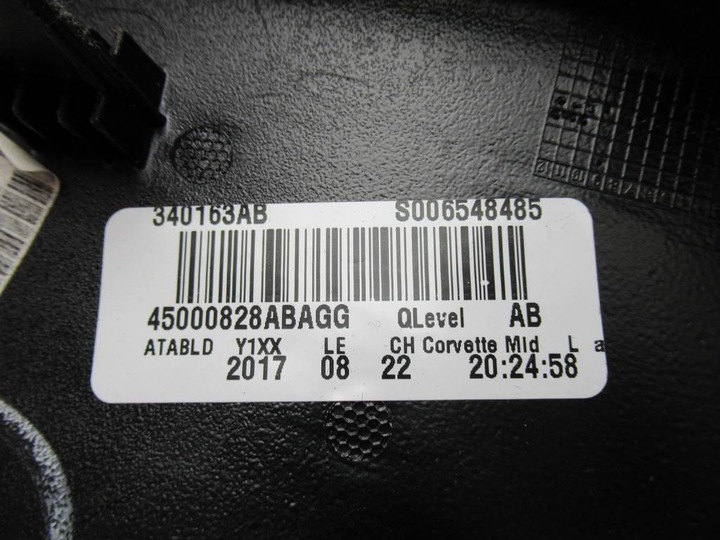 340163AB S006548485
45000828ABAGG QLevel AB
ATABLD Y1XX LE CH Corvette Mld L a
2017 08 22 20:24:58